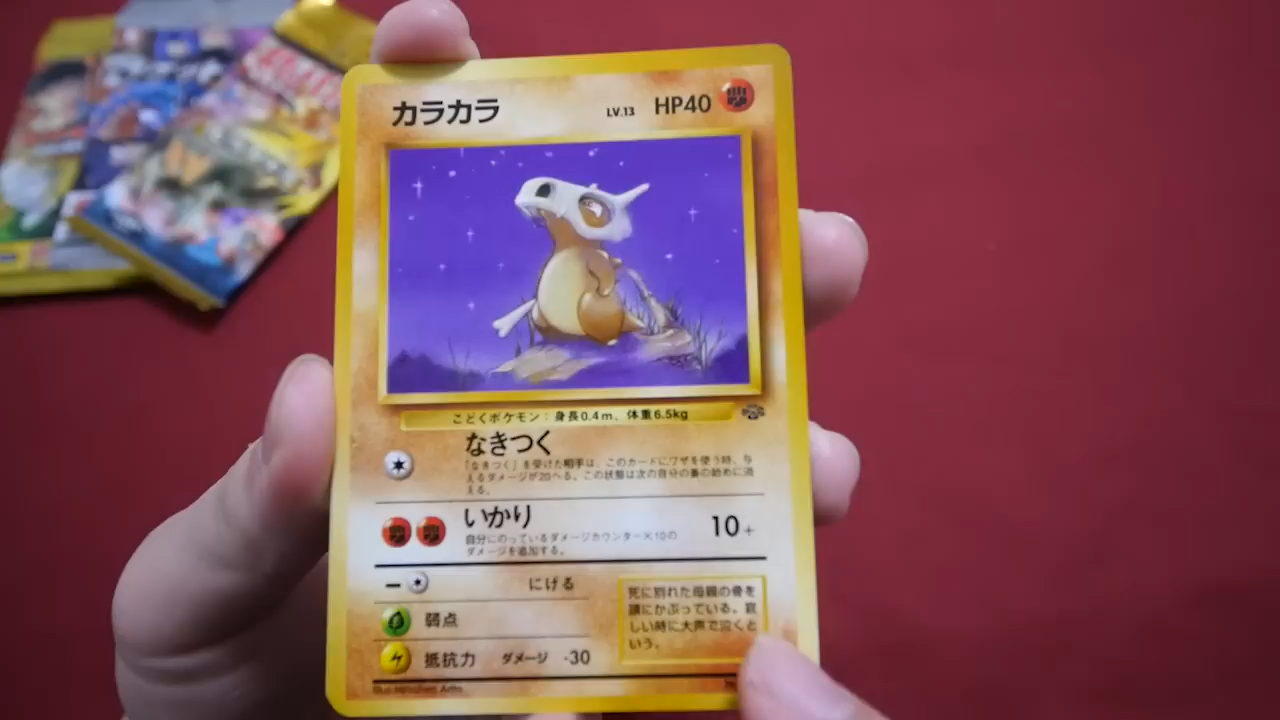 カラカラ LV.13 HP40
こどくポケモン：身長0.4m、体重6.5kg
なきつく
「なきつく」を受けた相手は、このカードにワザを使う時、与
えるダメージが20へる。この状態は次の自分の番の始めに消
える。
いかり 10+
自分にのっているダメージカウンター×10の
ダメージを追加する。
にげる
弱点
抵抗力 ダメージ -30
死に別れた母親の骨を
頭にかぶっている。寂
しい時に大声で泣くと
いう。
Illus. Mitsuhiro Arita